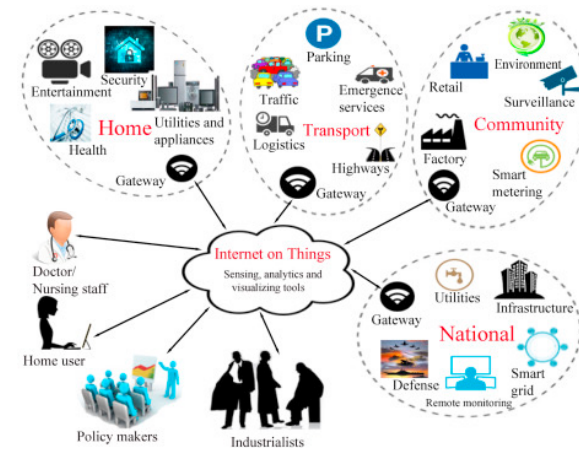 Entertainment
Security
Home
Utilities and
appliances
Health
Gateway
P
Parking
Traffic
Emergence
services
Logistics
Transport
Highways
Gateway
Retail
Environment
Surveillance
Community
Factory
Smart
metering
Gateway
Internet on Things
Sensing, analytics and
visualizing tools
Doctor/
Nursing staff
Home user
Policy makers
Industrialists
Gateway
Utilities
Infrastructure
National
Defense
Smart
grid
Remote monitoring